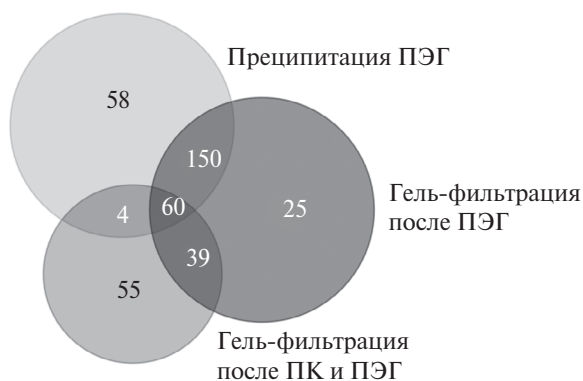 Преципитация ПЭГ
58
150
Гель-фильтрация
после ПЭГ
4
60
25
39
55
Гель-фильтрация
после ПК и ПЭГ